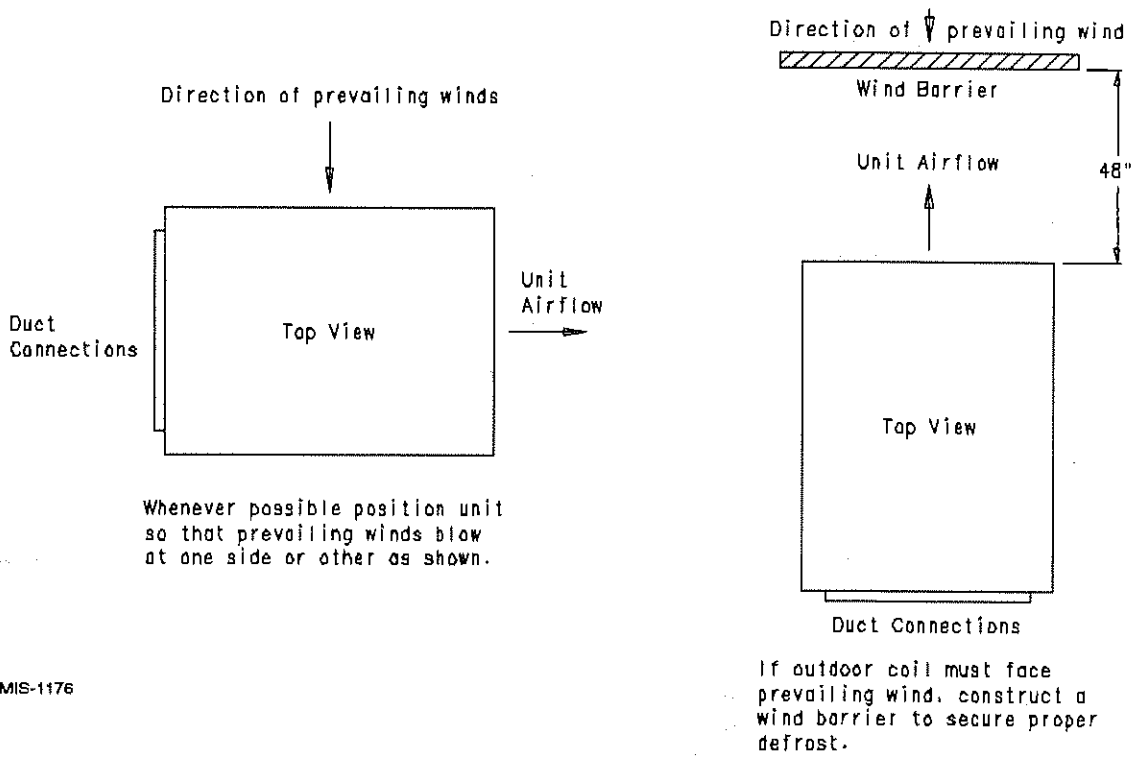 Direction of prevailing winds
Duct
Connections
Top View
Unit
Airflow
Whenever possible position unit
so that prevailing winds blow
at one side or other as shown.
MIS-1176
Direction of prevailing wind
Wind Barrier
Unit Airflow
48"
Top View
Duct Connections
If outdoor coil must face
prevailing wind, construct a
wind barrier to secure proper
defrost.